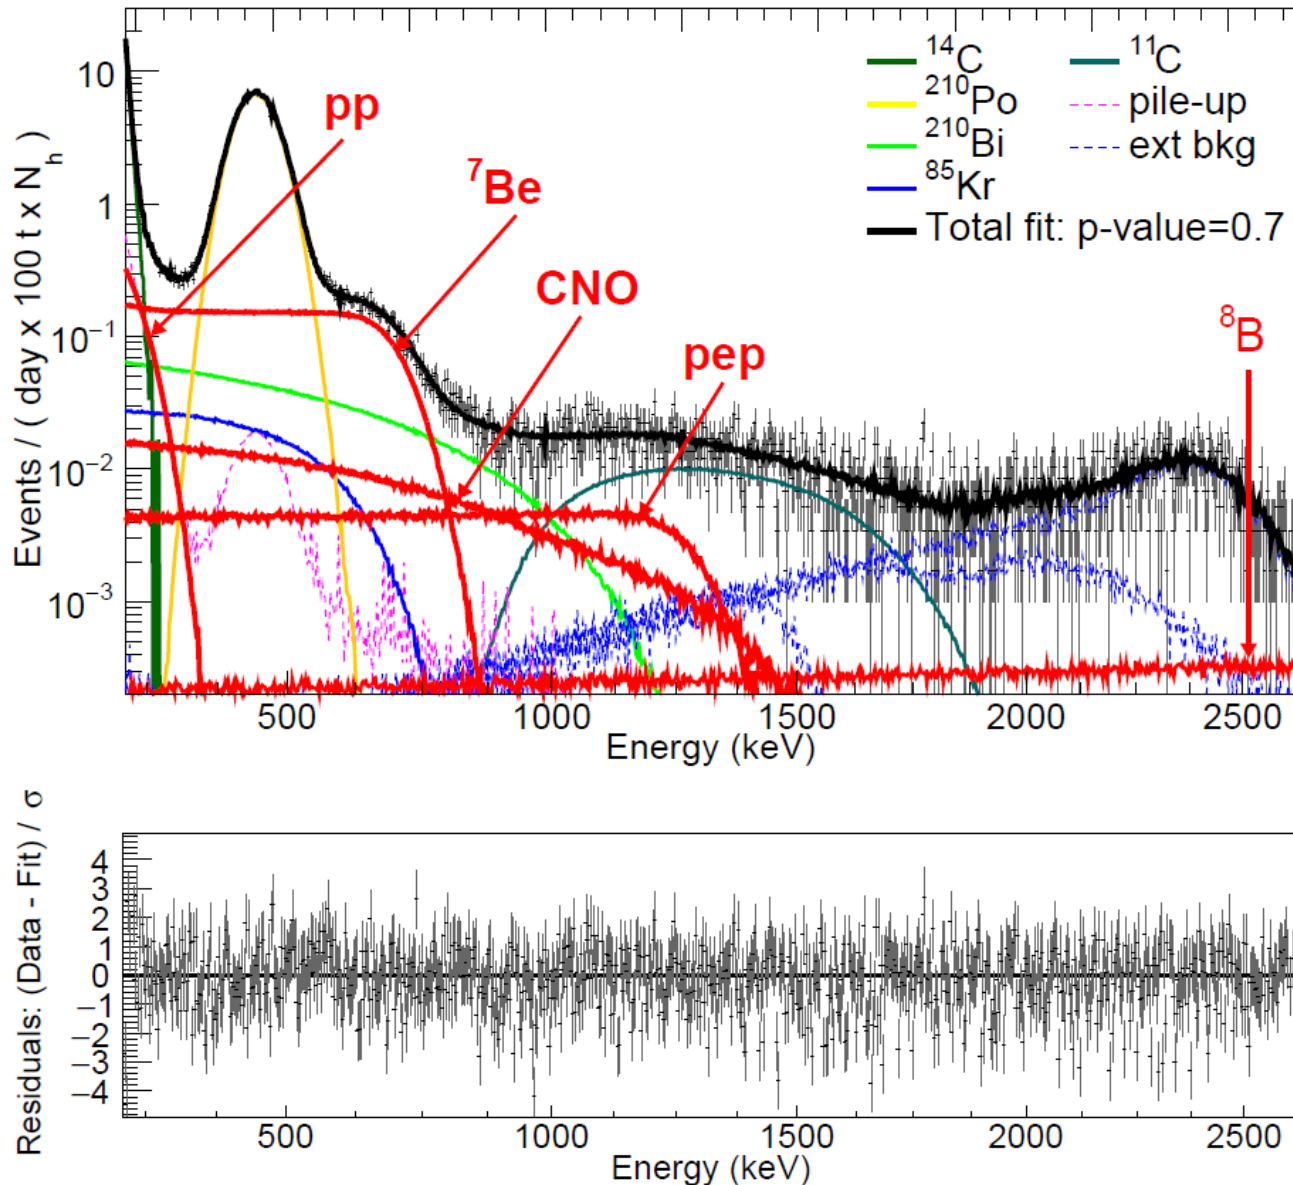 ¹⁴C ¹¹C
²¹⁰Po pile-up
²¹⁰Bi ext bkg
⁸⁵Kr
Total fit: p-value=0.7
pp
⁷Be
CNO
pep
⁸B
Events / ( day x 100 t x Nₕ )
10
1
10⁻¹
10⁻²
10⁻³
500 1000 1500 2000 2500
Energy (keV)
Residuals: (Data - Fit) / σ
4
3
2
1
0
−1
−2
−3
−4
500 1000 1500 2000 2500
Energy (keV)